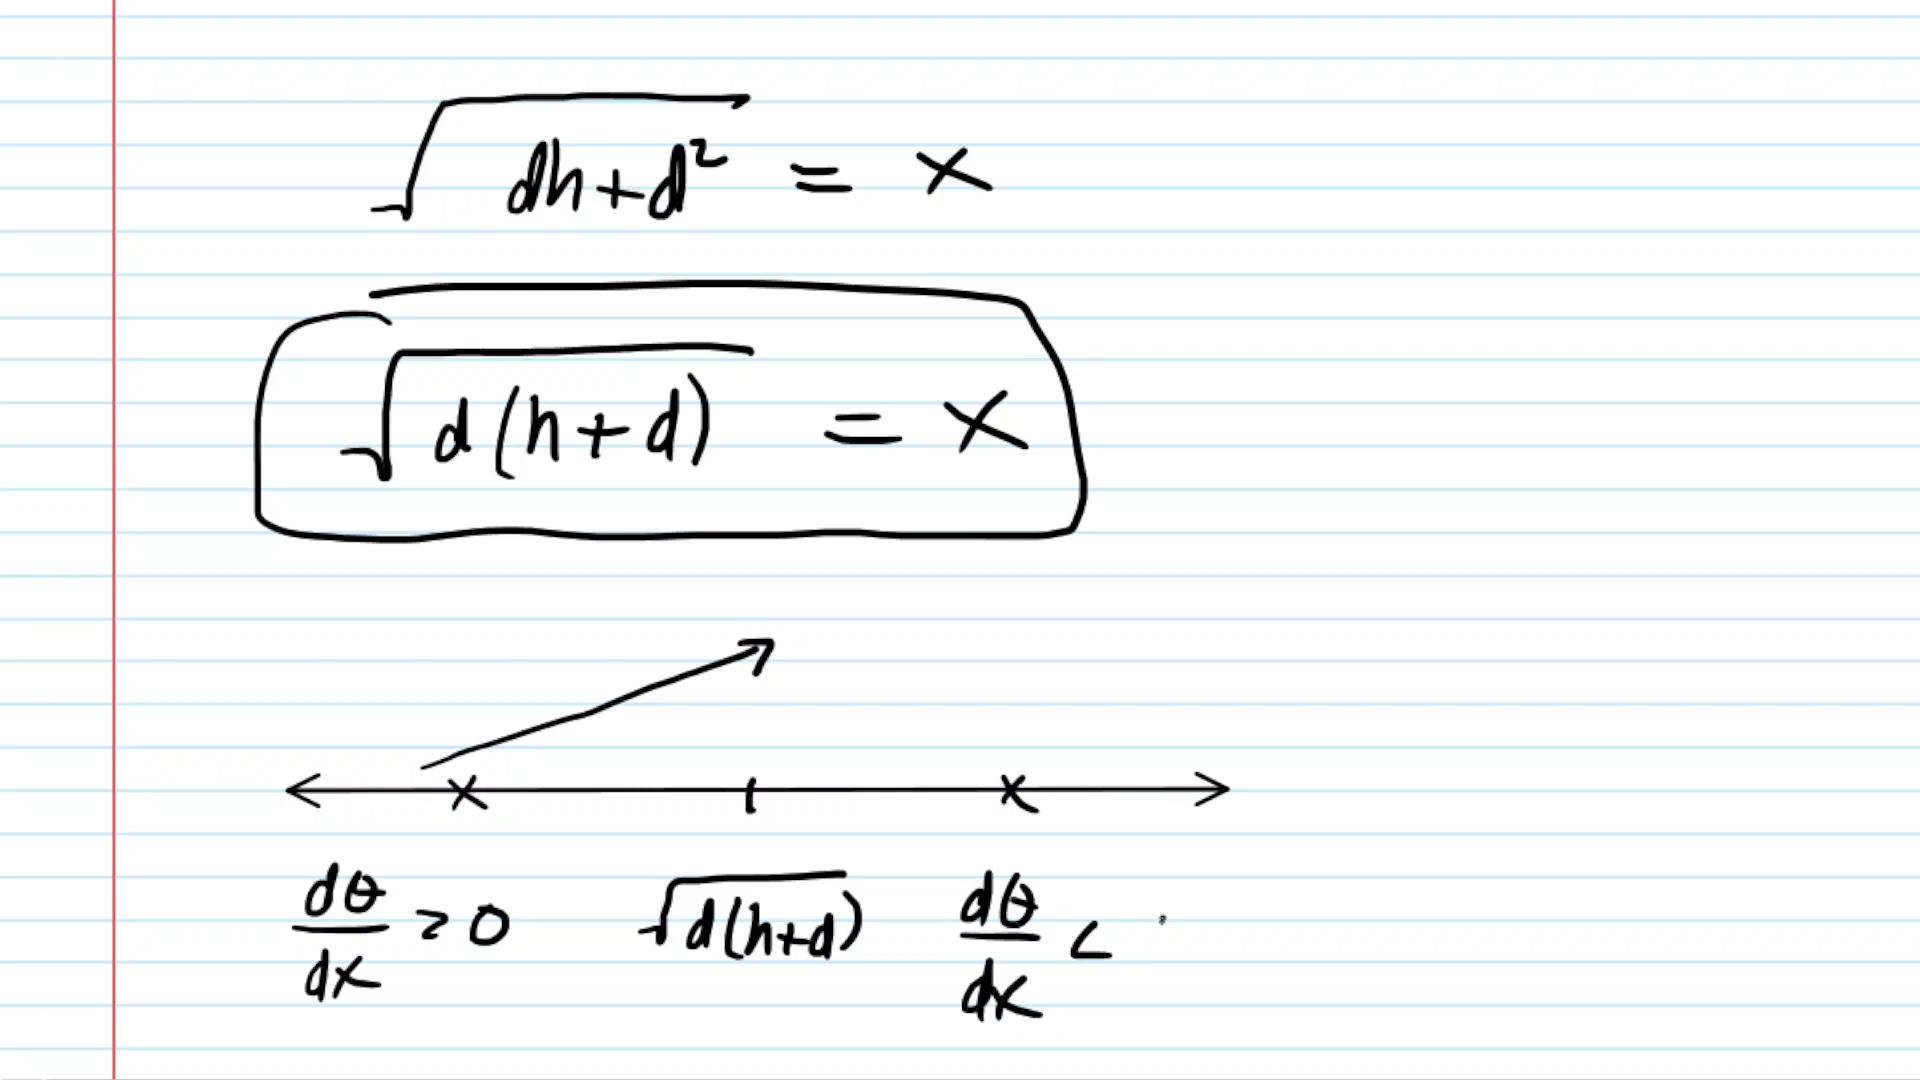 √(dh+d²) = x
√(d(h+d)) = x
dθ/dx > 0 √(d(h+d)) dθ/dx <